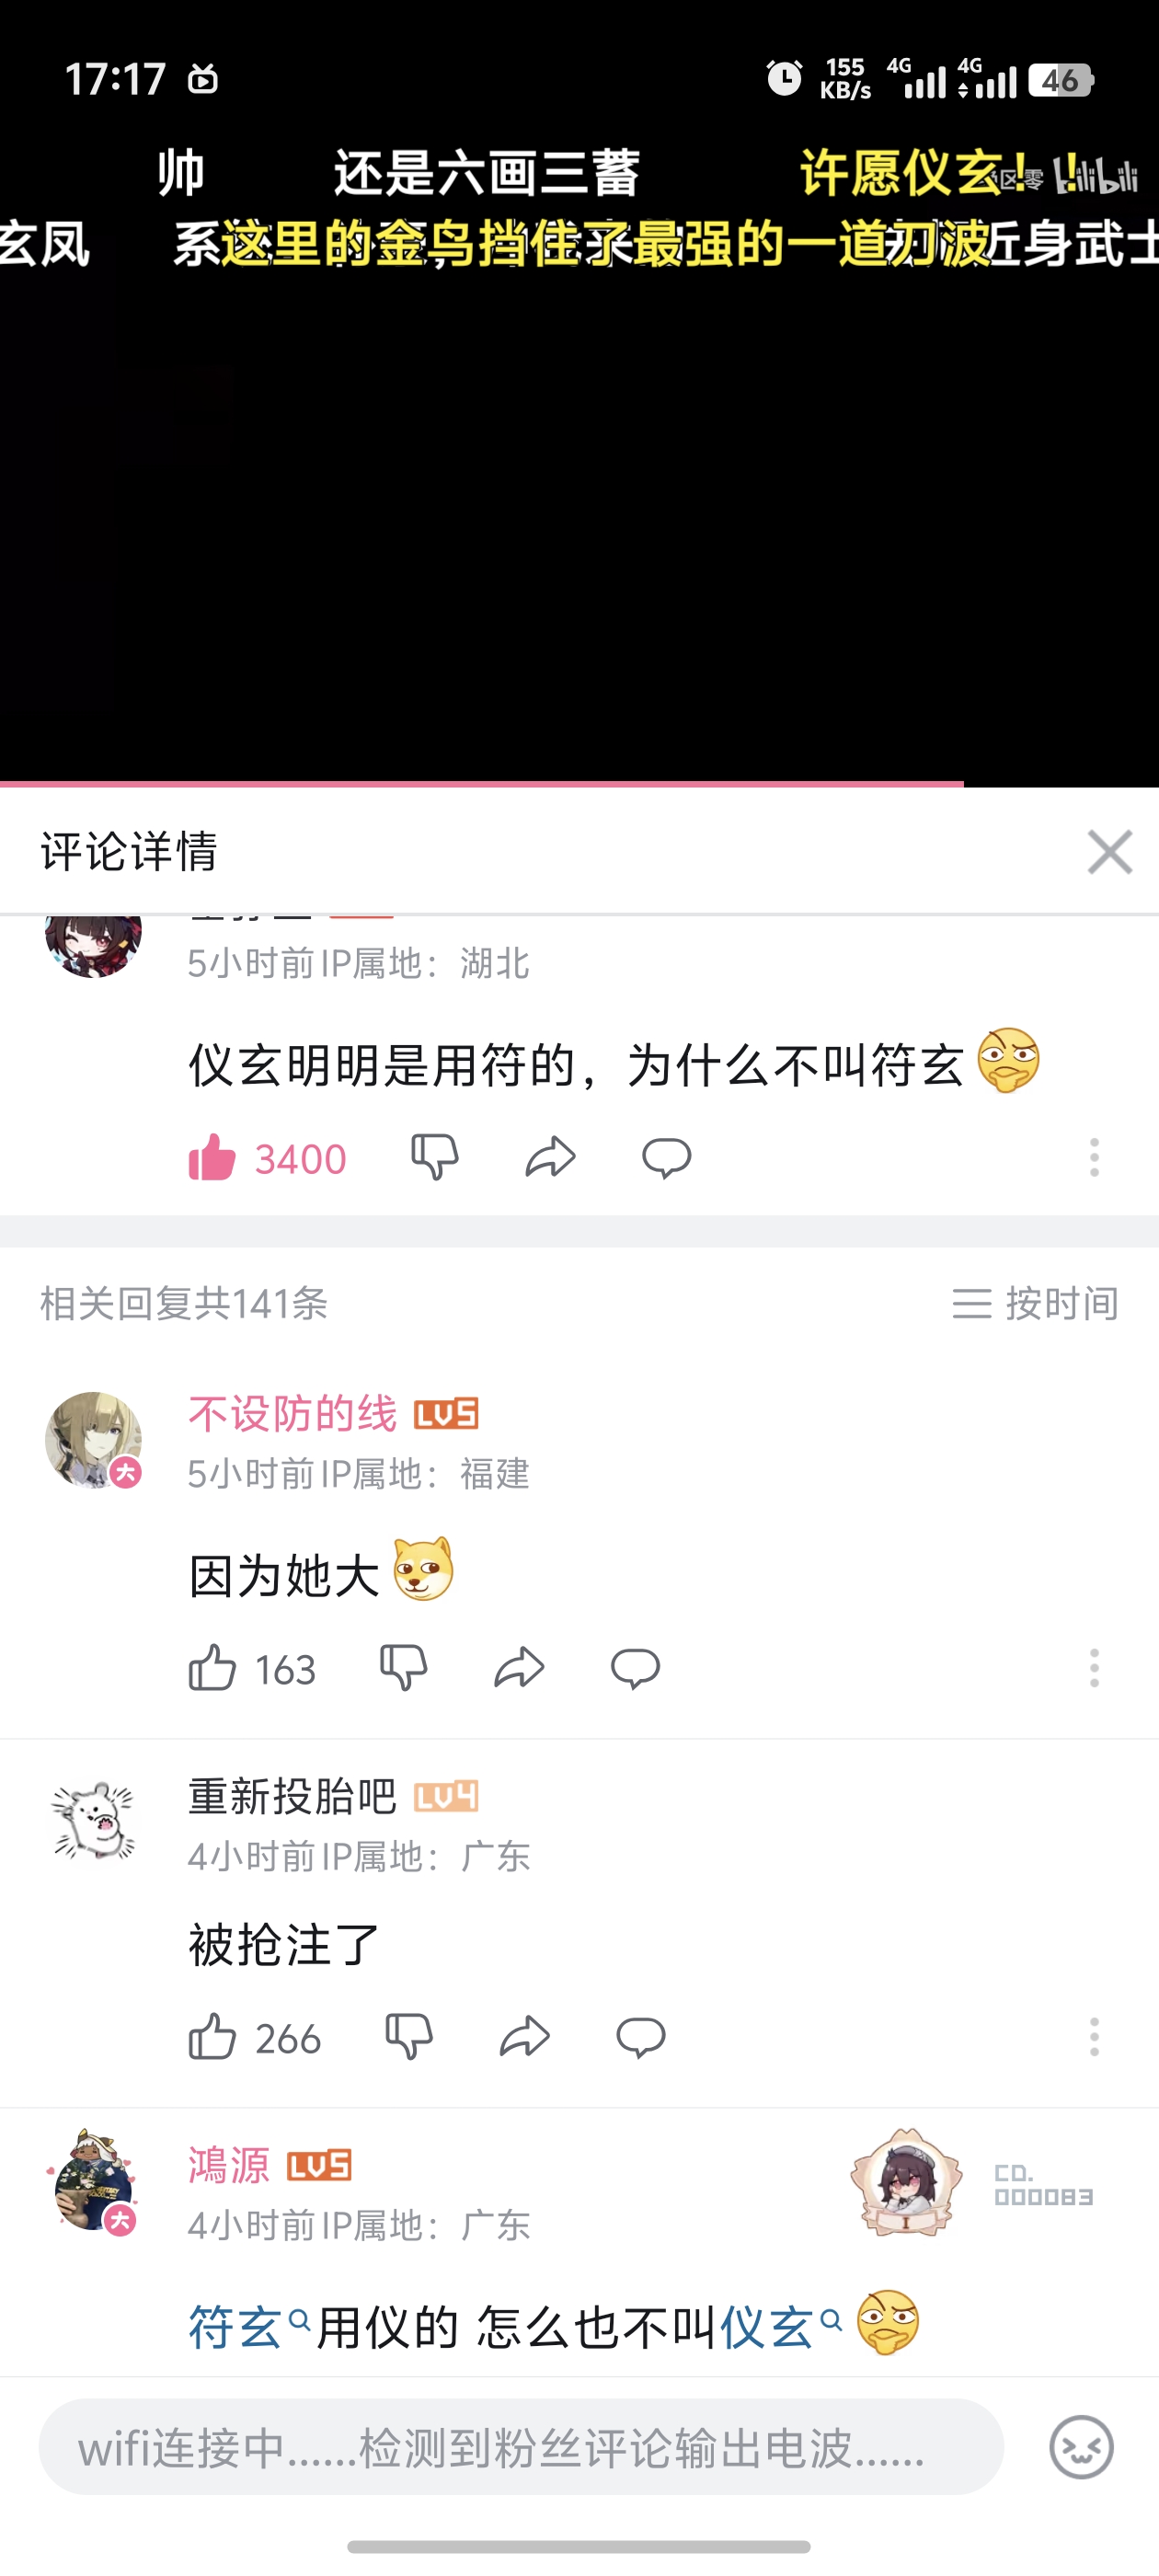 17:17
155 KB/s 4G 4G 46
帅 还是六画三蓄 许愿仪玄！！ bilibili
玄凤 系这里的金鸟挡住了最强的一道刀波近身武士
评论详情
5小时前 IP属地：湖北
仪玄明明是用符的，为什么不叫符玄
3400
相关回复共141条 按时间
不设防的线 LV5
大
5小时前 IP属地：福建
因为她大
163
重新投胎吧 LV4
4小时前 IP属地：广东
被抢注了
266
鴻源 LV5
大
I
CD.
000083
4小时前 IP属地：广东
符玄用仪的 怎么也不叫仪玄
wifi连接中......检测到粉丝评论输出电波......